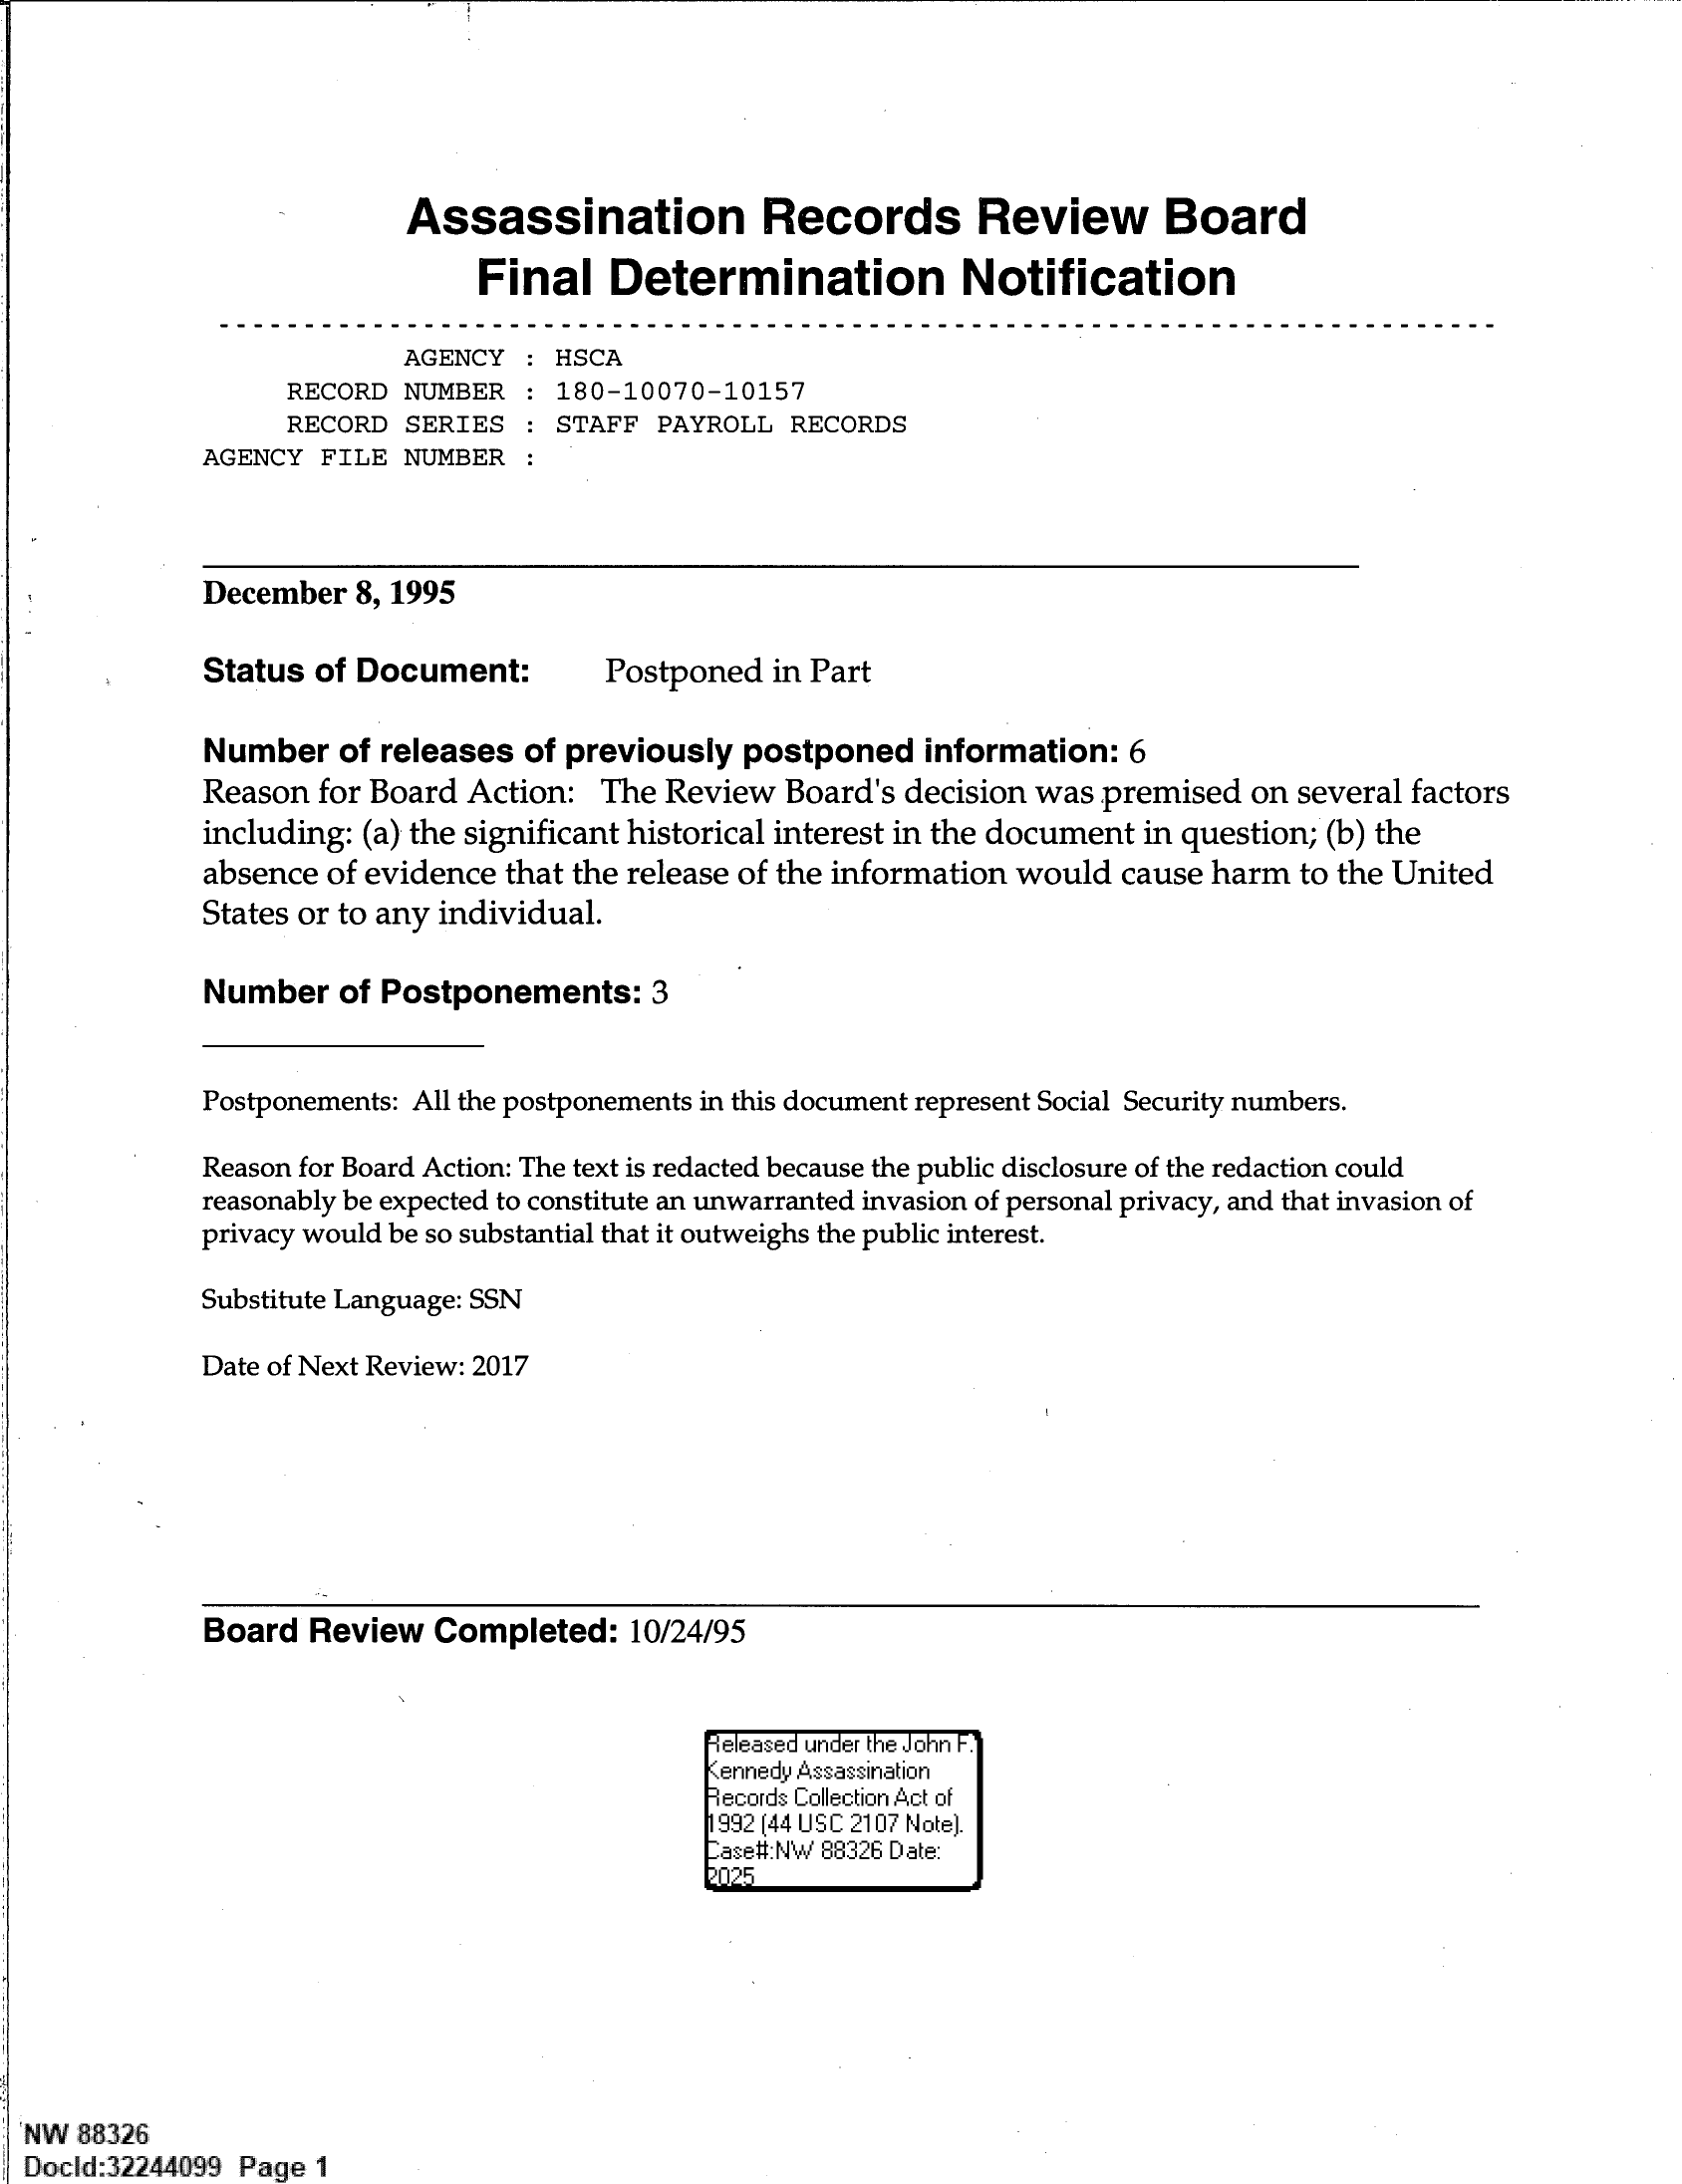 Assassination Records Review Board
Final Determination Notification
AGENCY : HSCA
RECORD NUMBER : 180-10070-10157
RECORD SERIES : STAFF PAYROLL RECORDS
AGENCY FILE NUMBER :
December 8, 1995
Status of Document: Postponed in Part
Number of releases of previously postponed information: 6
Reason for Board Action: The Review Board's decision was premised on several factors
including: (a) the significant historical interest in the document in question; (b) the
absence of evidence that the release of the information would cause harm to the United
States or to any individual.
Number of Postponements: 3
Postponements: All the postponements in this document represent Social Security numbers.
Reason for Board Action: The text is redacted because the public disclosure of the redaction could
reasonably be expected to constitute an unwarranted invasion of personal privacy, and that invasion of
privacy would be so substantial that it outweighs the public interest.
Substitute Language: SSN
Date of Next Review: 2017
Board Review Completed: 10/24/95
Released under the John F.
Kennedy Assassination
Records Collection Act of
1992 (44 USC 2107 Note).
Case#:NW 88326 Date:
2025
NW 88326
DocId:32244099 Page 1